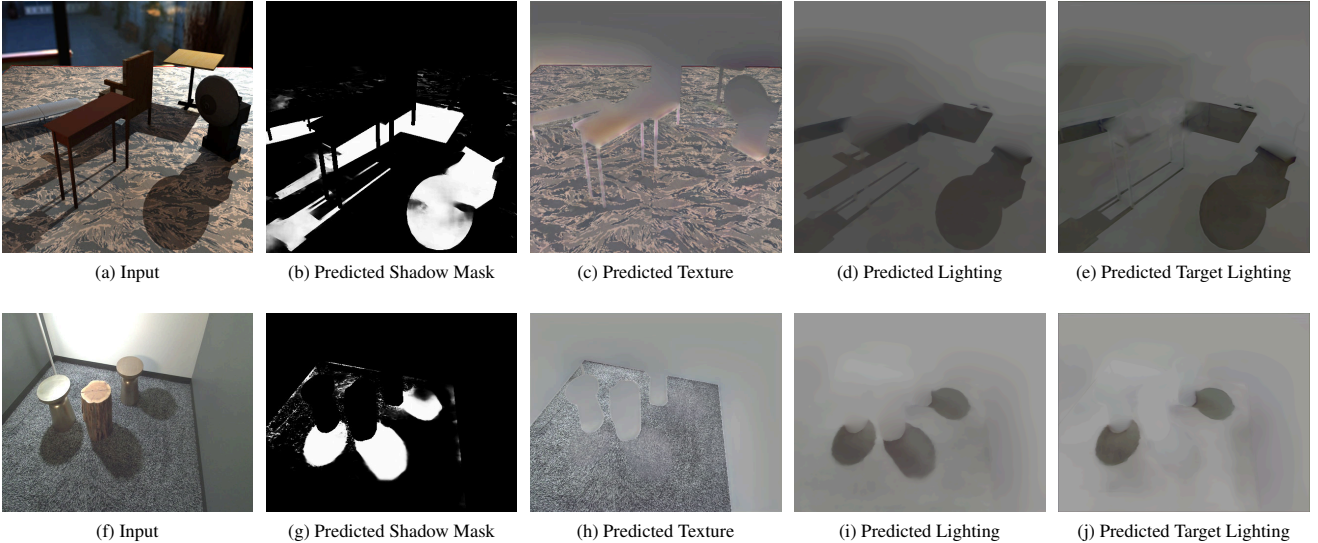 (a) Input
(b) Predicted Shadow Mask
(c) Predicted Texture
(d) Predicted Lighting
(e) Predicted Target Lighting
(f) Input
(g) Predicted Shadow Mask
(h) Predicted Texture
(i) Predicted Lighting
(j) Predicted Target Lighting